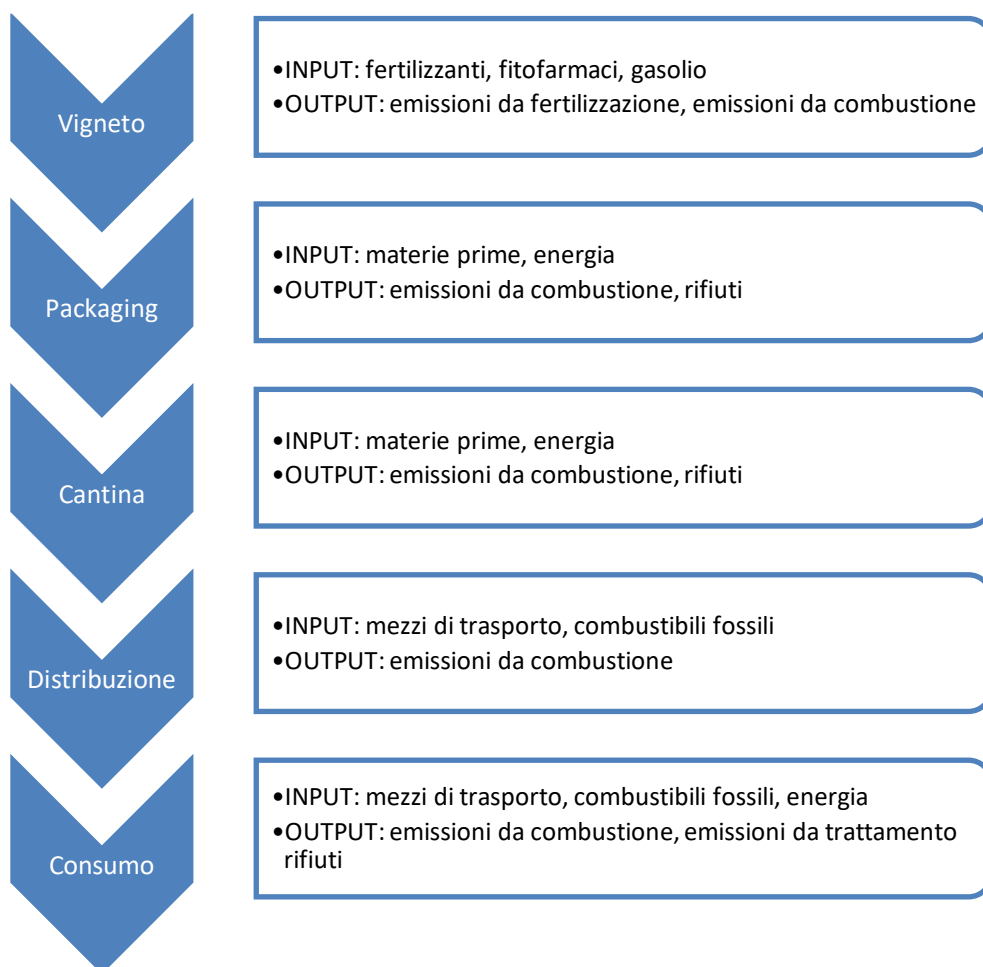 Vigneto
•INPUT: fertilizzanti, fitofarmaci, gasolio
•OUTPUT: emissioni da fertilizzazione, emissioni da combustione
Packaging
•INPUT: materie prime, energia
•OUTPUT: emissioni da combustione, rifiuti
Cantina
•INPUT: materie prime, energia
•OUTPUT: emissioni da combustione, rifiuti
Distribuzione
•INPUT: mezzi di trasporto, combustibili fossili
•OUTPUT: emissioni da combustione
Consumo
•INPUT: mezzi di trasporto, combustibili fossili, energia
•OUTPUT: emissioni da combustione, emissioni da trattamento
rifiuti